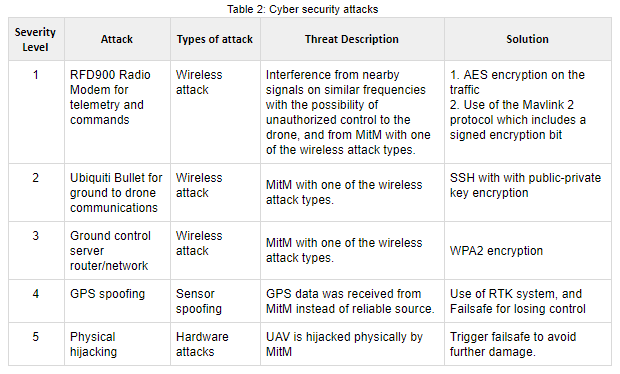 Table 2: Cyber security attacks
Severity Level | Attack | Types of attack | Threat Description | Solution
1 | RFD900 Radio Modem for telemetry and commands | Wireless attack | Interference from nearby signals on similar frequencies with the possibility of unauthorized control to the drone, and from MitM with one of the wireless attack types. | 1. AES encryption on the traffic 2. Use of the Mavlink 2 protocol which includes a signed encryption bit
2 | Ubiquiti Bullet for ground to drone communications | Wireless attack | MitM with one of the wireless attack types. | SSH with with public-private key encryption
3 | Ground control server router/network | Wireless attack | MitM with one of the wireless attack types. | WPA2 encryption
4 | GPS spoofing | Sensor spoofing | GPS data was received from MitM instead of reliable source. | Use of RTK system, and Failsafe for losing control
5 | Physical hijacking | Hardware attacks | UAV is hijacked physically by MitM | Trigger failsafe to avoid further damage.